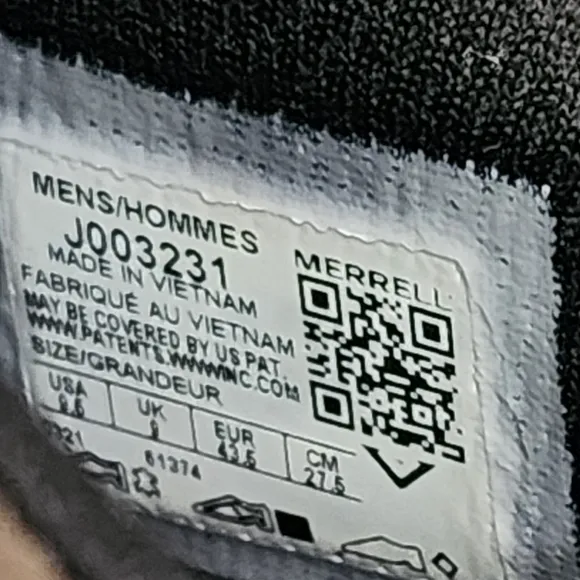 MENS/HOMMES
J003231
MADE IN VIETNAM
FABRIQUÉ AU VIETNAM
MAY BE COVERED BY US PAT.
WWW.PATENTS.WWWINC.COM
SIZE/GRANDEUR
MERRELL
USA UK EUR CM
9.5 9 43.5 27.5
61374